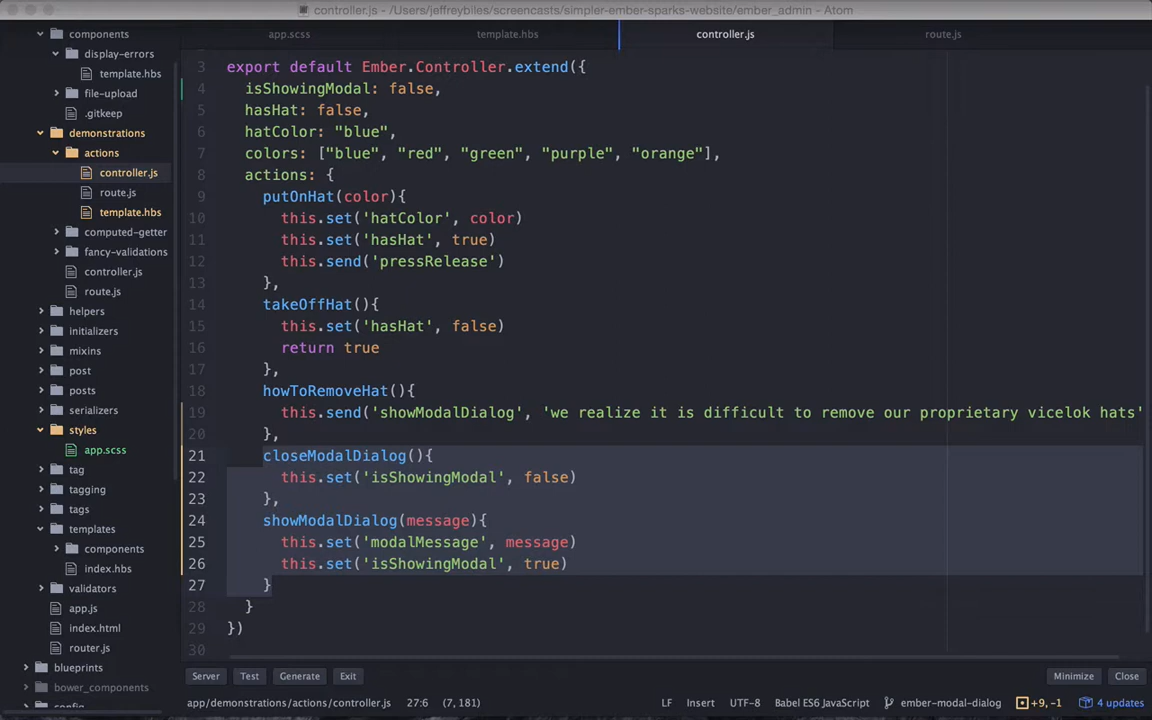 controller.js - /Users/jeffreybiles/screencasts/simpler-ember-sparks-website/ember_admin - Atom
components
display-errors
template.hbs
file-upload
.gitkeep
demonstrations
actions
controller.js
route.js
template.hbs
computed-getter
fancy-validations
controller.js
route.js
helpers
initializers
mixins
post
posts
serializers
styles
app.scss
tag
tagging
tags
templates
components
index.hbs
validators
app.js
index.html
router.js
blueprints
bower_components
config
app.scss template.hbs controller.js route.js
3 export default Ember.Controller.extend({
4 isShowingModal: false,
5 hasHat: false,
6 hatColor: "blue",
7 colors: ["blue", "red", "green", "purple", "orange"],
8 actions: {
9 putOnHat(color){
10 this.set('hatColor', color)
11 this.set('hasHat', true)
12 this.send('pressRelease')
13 },
14 takeOffHat(){
15 this.set('hasHat', false)
16 return true
17 },
18 howToRemoveHat(){
19 this.send('showModalDialog', 'we realize it is difficult to remove our proprietary vicelok hats'
20 },
21 closeModalDialog(){
22 this.set('isShowingModal', false)
23 },
24 showModalDialog(message){
25 this.set('modalMessage', message)
26 this.set('isShowingModal', true)
27 }
28 }
29 })
30
Server Test Generate Exit Minimize Close
app/demonstrations/actions/controller.js 27:6 (7, 181) LF Insert UTF-8 Babel ES6 JavaScript ember-modal-dialog +9, -1 4 updates